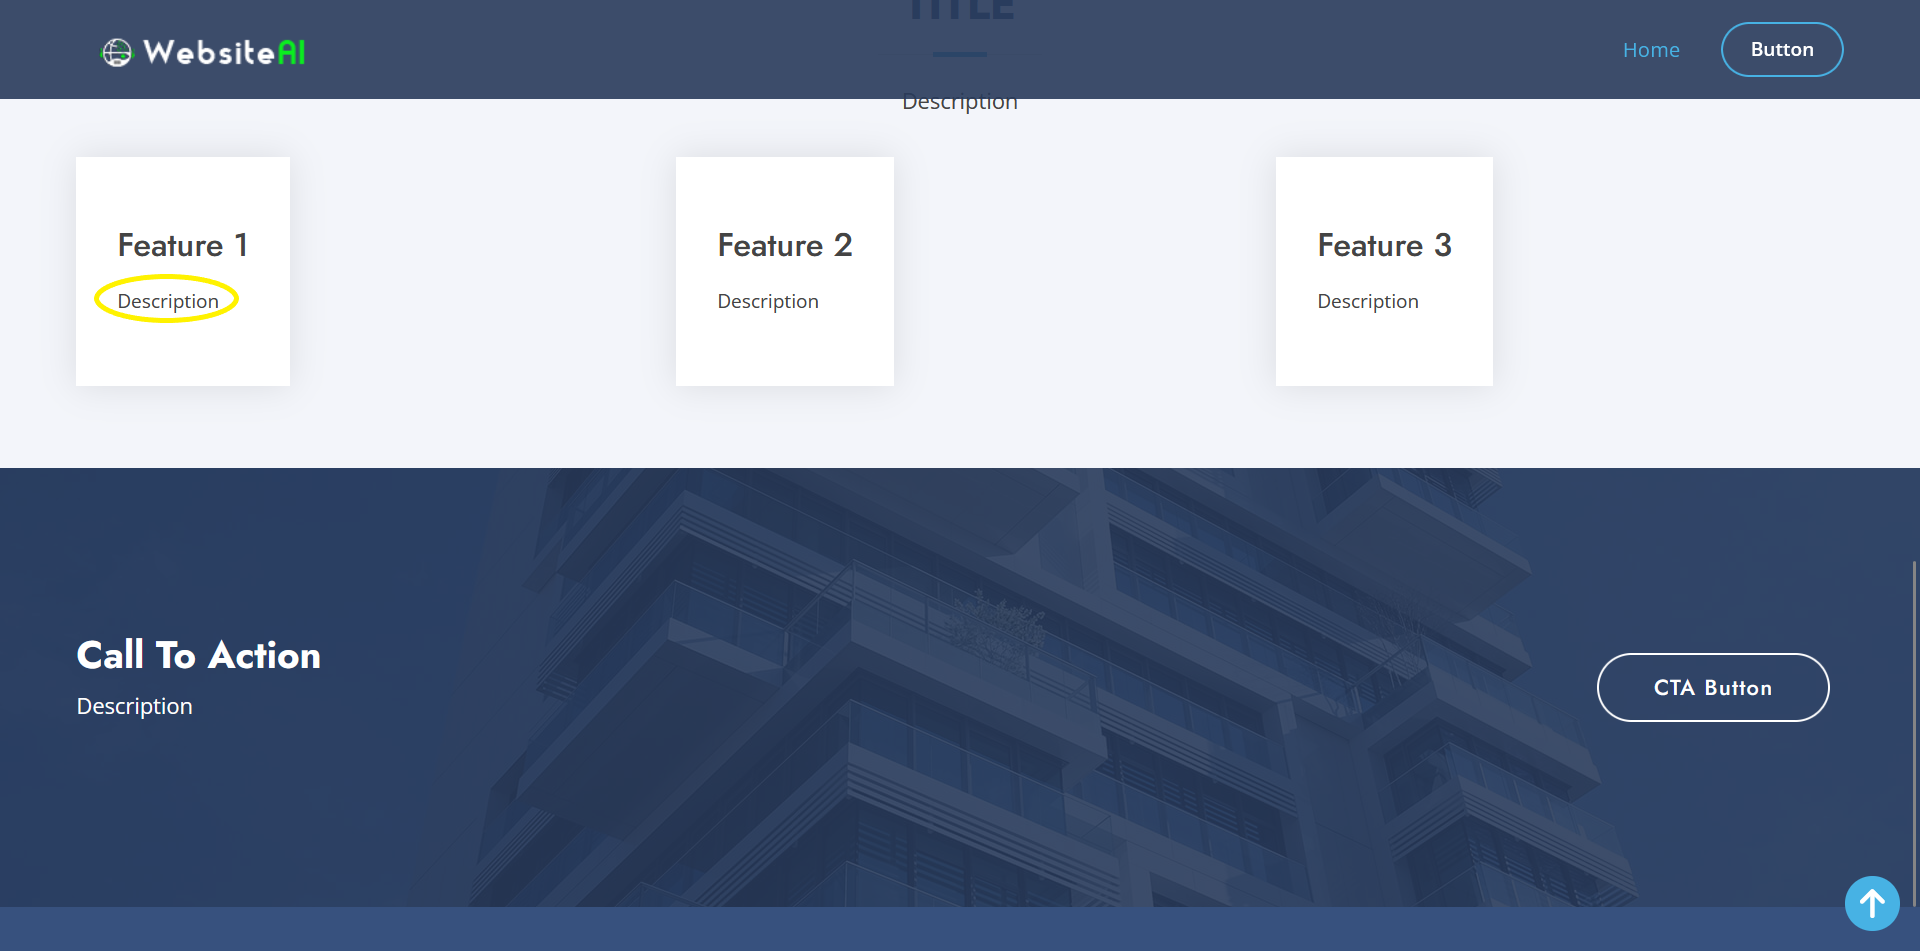 TITLE
WebsiteAI
Home
Button
Description
Feature 1
Description
Feature 2
Description
Feature 3
Description
Call To Action
Description
CTA Button